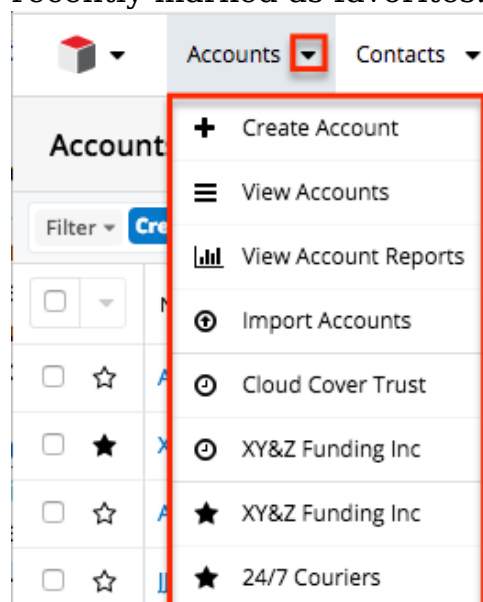 recently marked as favorites.
Accounts Contacts
Account
Create Account
View Accounts
Filter Cre
View Account Reports
Import Accounts
Cloud Cover Trust
XY&Z Funding Inc
XY&Z Funding Inc
24/7 Couriers